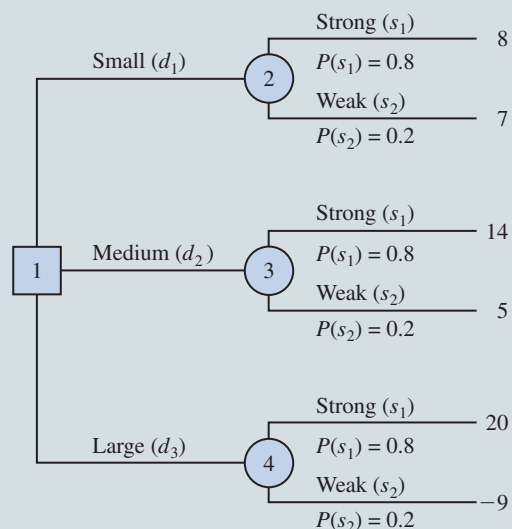 Strong (s₁)
8
Small (d₁)
2
P(s₁) = 0.8
Weak (s₂)
7
P(s₂) = 0.2
Strong (s₁)
14
1
Medium (d₂)
3
P(s₁) = 0.8
Weak (s₂)
5
P(s₂) = 0.2
Strong (s₁)
20
Large (d₃)
4
P(s₁) = 0.8
Weak (s₂)
−9
P(s₂) = 0.2